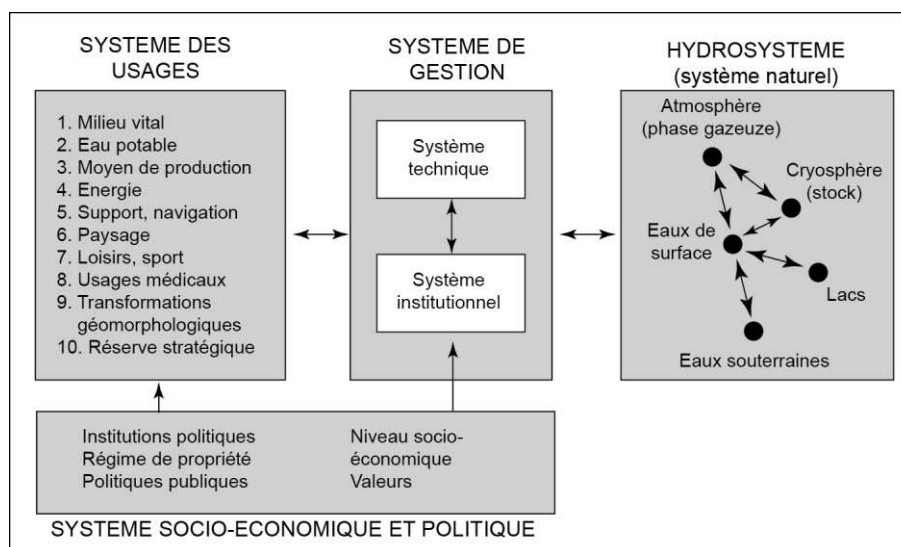 SYSTEME DES
USAGES
1. Milieu vital
2. Eau potable
3. Moyen de production
4. Energie
5. Support, navigation
6. Paysage
7. Loisirs, sport
8. Usages médicaux
9. Transformations
géomorphologiques
10. Réserve stratégique
SYSTEME DE
GESTION
Système
technique
Système
institutionnel
HYDROSYSTEME
(système naturel)
Atmosphère
(phase gazeuze)
Cryosphère
(stock)
Eaux de
surface
Lacs
Eaux souterraines
Institutions politiques
Régime de propriété
Politiques publiques
Niveau socio-
économique
Valeurs
SYSTEME SOCIO-ECONOMIQUE ET POLITIQUE